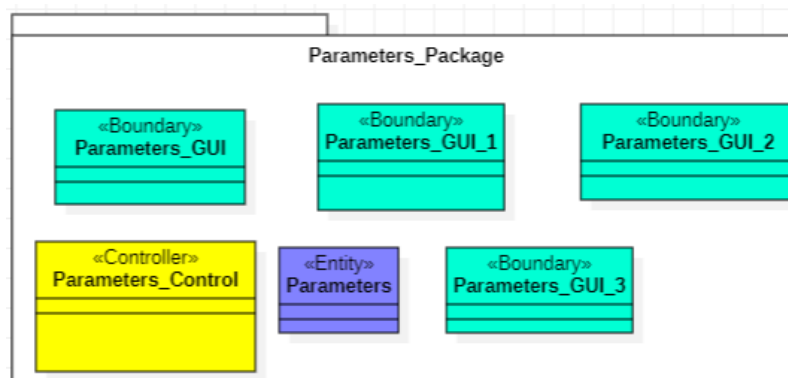 Parameters_Package
«Boundary»
Parameters_GUI
«Boundary»
Parameters_GUI_1
«Boundary»
Parameters_GUI_2
«Controller»
Parameters_Control
«Entity»
Parameters
«Boundary»
Parameters_GUI_3